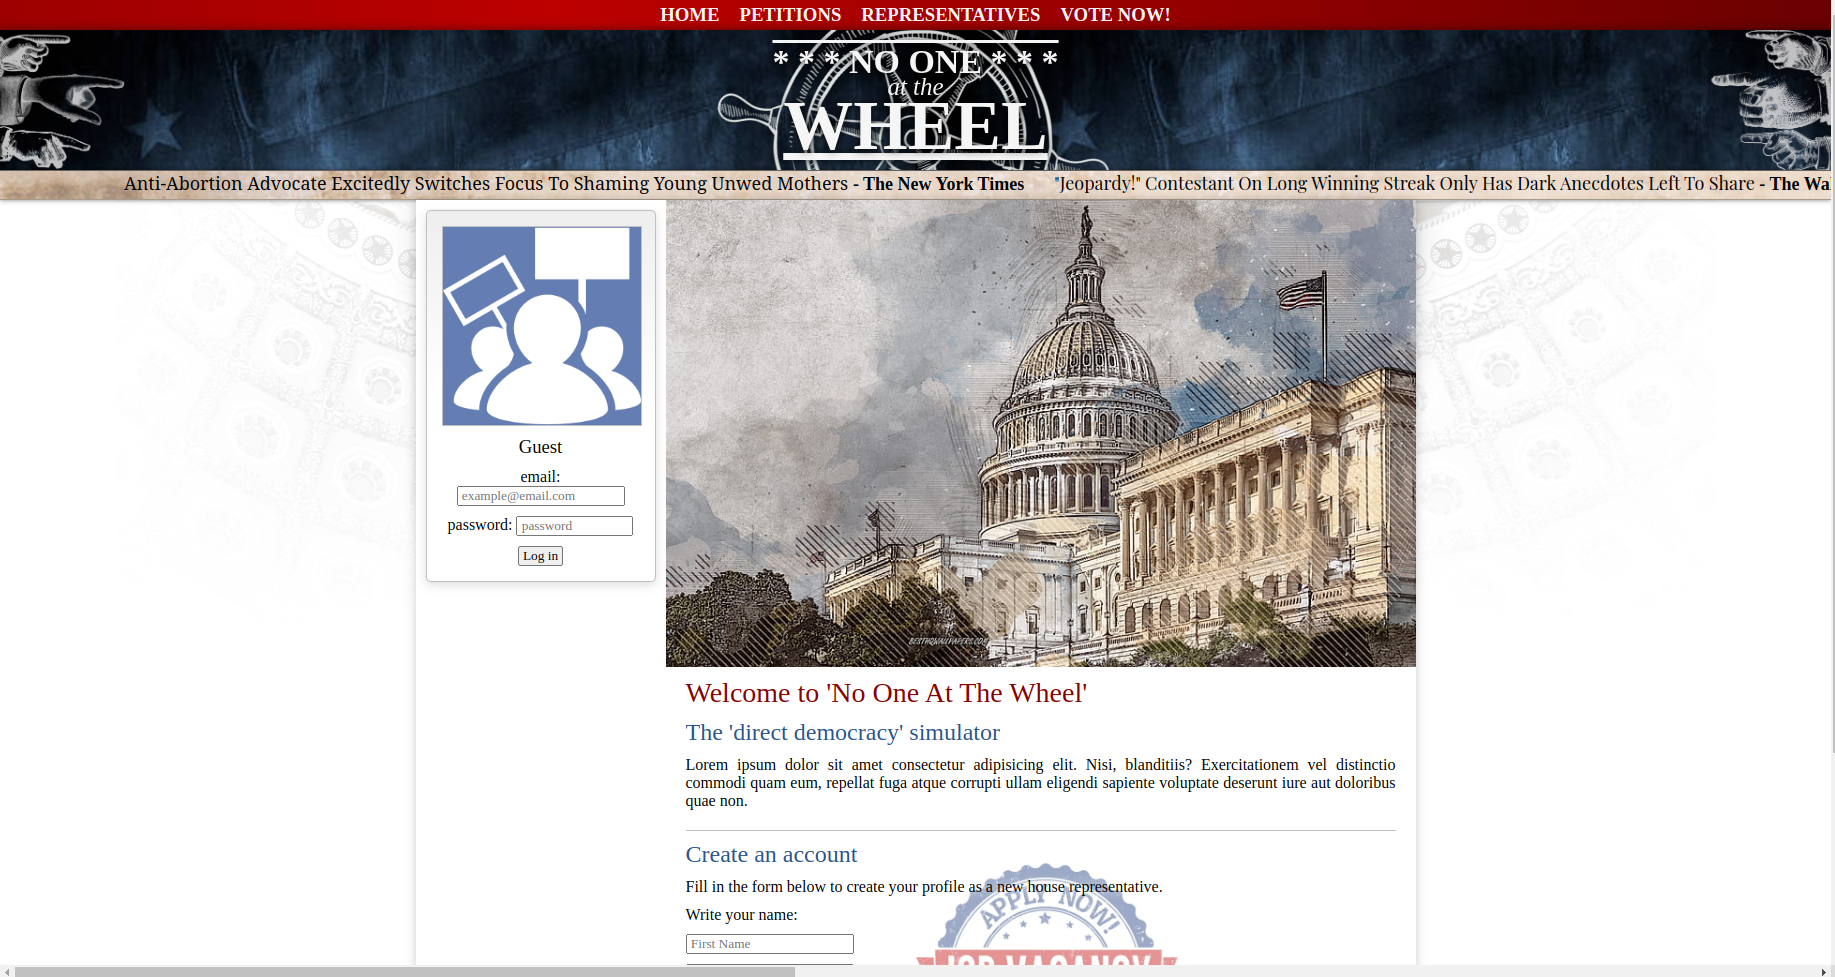 HOME PETITIONS REPRESENTATIVES VOTE NOW!
* * * NO ONE * * *
at the
WHEEL
Anti-Abortion Advocate Excitedly Switches Focus To Shaming Young Unwed Mothers - The New York Times "Jeopardy!" Contestant On Long Winning Streak Only Has Dark Anecdotes Left To Share - The Wa
Guest
email:
example@email.com
password: password
Log in
BESTHQWALLPAPERS.COM
Welcome to 'No One At The Wheel'
The 'direct democracy' simulator
Lorem ipsum dolor sit amet consectetur adipisicing elit. Nisi, blanditiis? Exercitationem vel distinctio
commodi quam eum, repellat fuga atque corrupti ullam eligendi sapiente voluptate deserunt iure aut doloribus
quae non.
Create an account
Fill in the form below to create your profile as a new house representative.
APPLY NOW!
Write your name:
First Name
JOB VACANCY